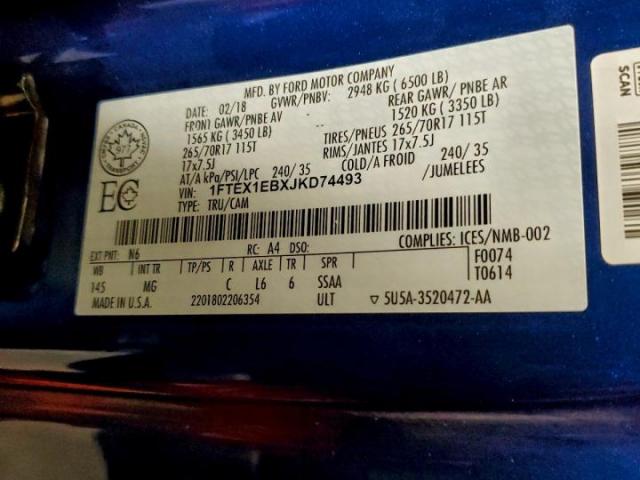 MFD. BY FORD MOTOR COMPANY
DATE: 02/18 GVWR/PNBV: 2948 KG ( 6500 LB)
FRONT GAWR/PNBE AV REAR GAWR/ PNBE AR
1565 KG ( 3450 LB) 1520 KG ( 3350 LB)
265/70R17 115T TIRES/PNEUS 265/70R17 115T
17x7.5J RIMS/JANTES 17x7.5J
AT/A kPa/PSI/LPC 240/ 35 COLD/A FROID 240/ 35
VIN: 1FTEX1EBXJKD74493 /JUMELEES
TYPE: TRU/CAM
CANADA
977
TRANSPORT
EC
EXT PNT: N6 RC: A4 DSO: COMPLIES: ICES/NMB-002
WB INT TR TP/PS R AXLE TR SPR F0074
145 MG C L6 6 SSAA T0614
MADE IN U.S.A. 2201802206354 ULT ▽ 5U5A-3520472-AA
SCAN